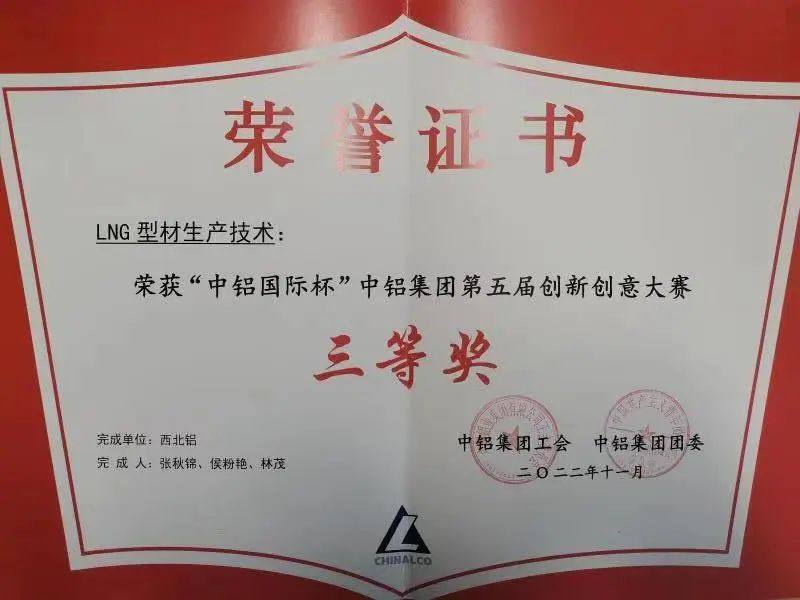 荣誉证书
LNG 型材生产技术：
荣获“中铝国际杯”中铝集团第五届创新创意大赛
三等奖
完成单位：西北铝
完 成 人：张秋锦、侯粉艳、林茂
中铝集团工会 中铝集团团委
二〇二二年十一月
CHINALCO